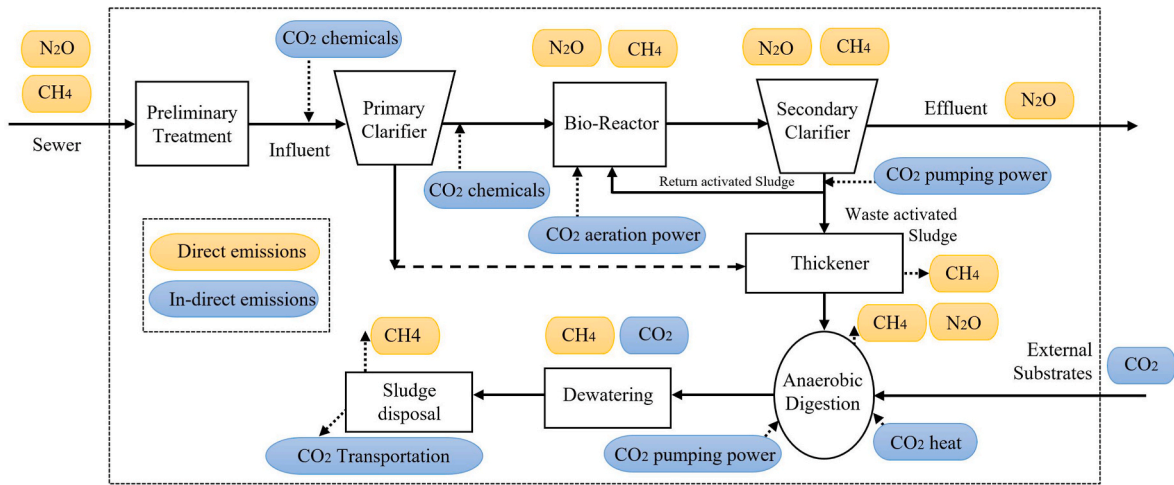 N2O
CH4
Sewer
Preliminary
Treatment
CO2 chemicals
Influent
Primary
Clarifier
CO2 chemicals
N2O
CH4
Bio-Reactor
CO2 aeration power
Return activated Sludge
N2O
CH4
Secondary
Clarifier
Effluent
N2O
CO2 pumping power
Waste activated
Sludge
Thickener
CH4
Direct emissions
In-direct emissions
CH4
N2O
Anaerobic
Digestion
External
Substrates
CO2
CO2 heat
CO2 pumping power
CH4
CO2
Dewatering
CH4
Sludge
disposal
CO2 Transportation